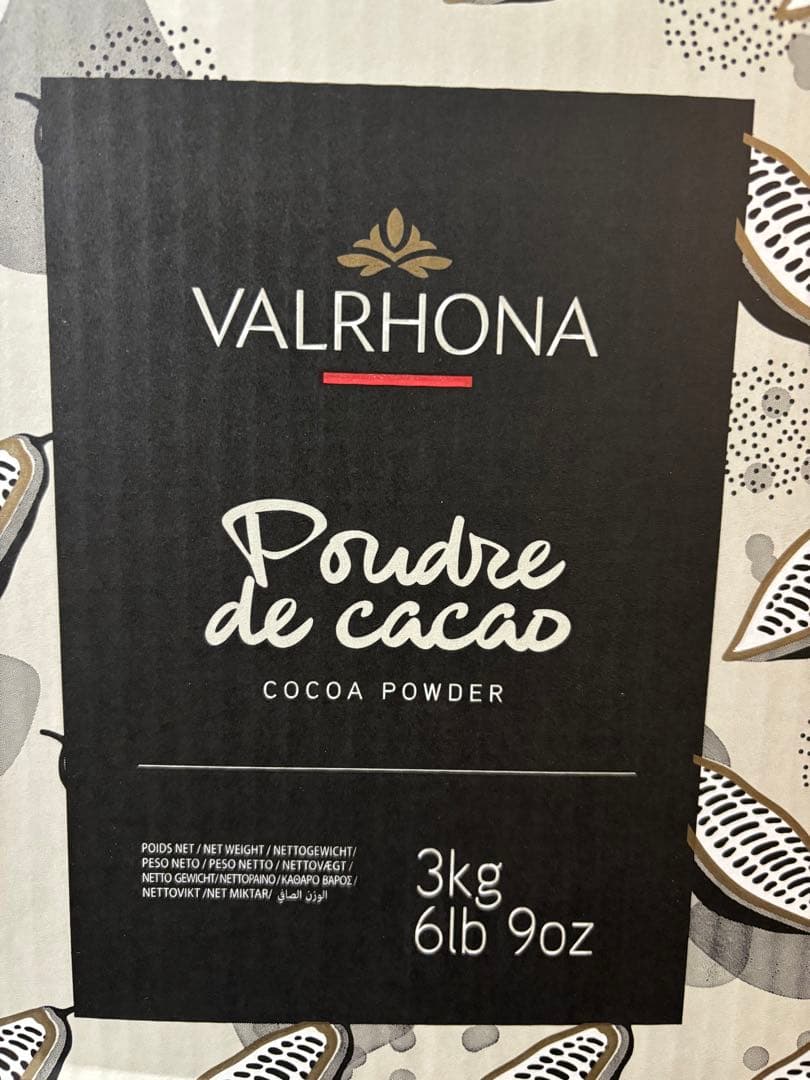 VALRHONA
Poudre
de cacao
COCOA POWDER
POIDS NET / NET WEIGHT / NETTOGEWICHT/
PESO NETO / PESO NETTO / NETTOVÆGT /
NETTO GEWICHT/ NETTOPAINO / ΚΑΘΑΡΟ ΒΑΡΟΣ /
NETTOVIKT /NET MIKTAR/ الوزن الصافي
3kg
6lb 9oz